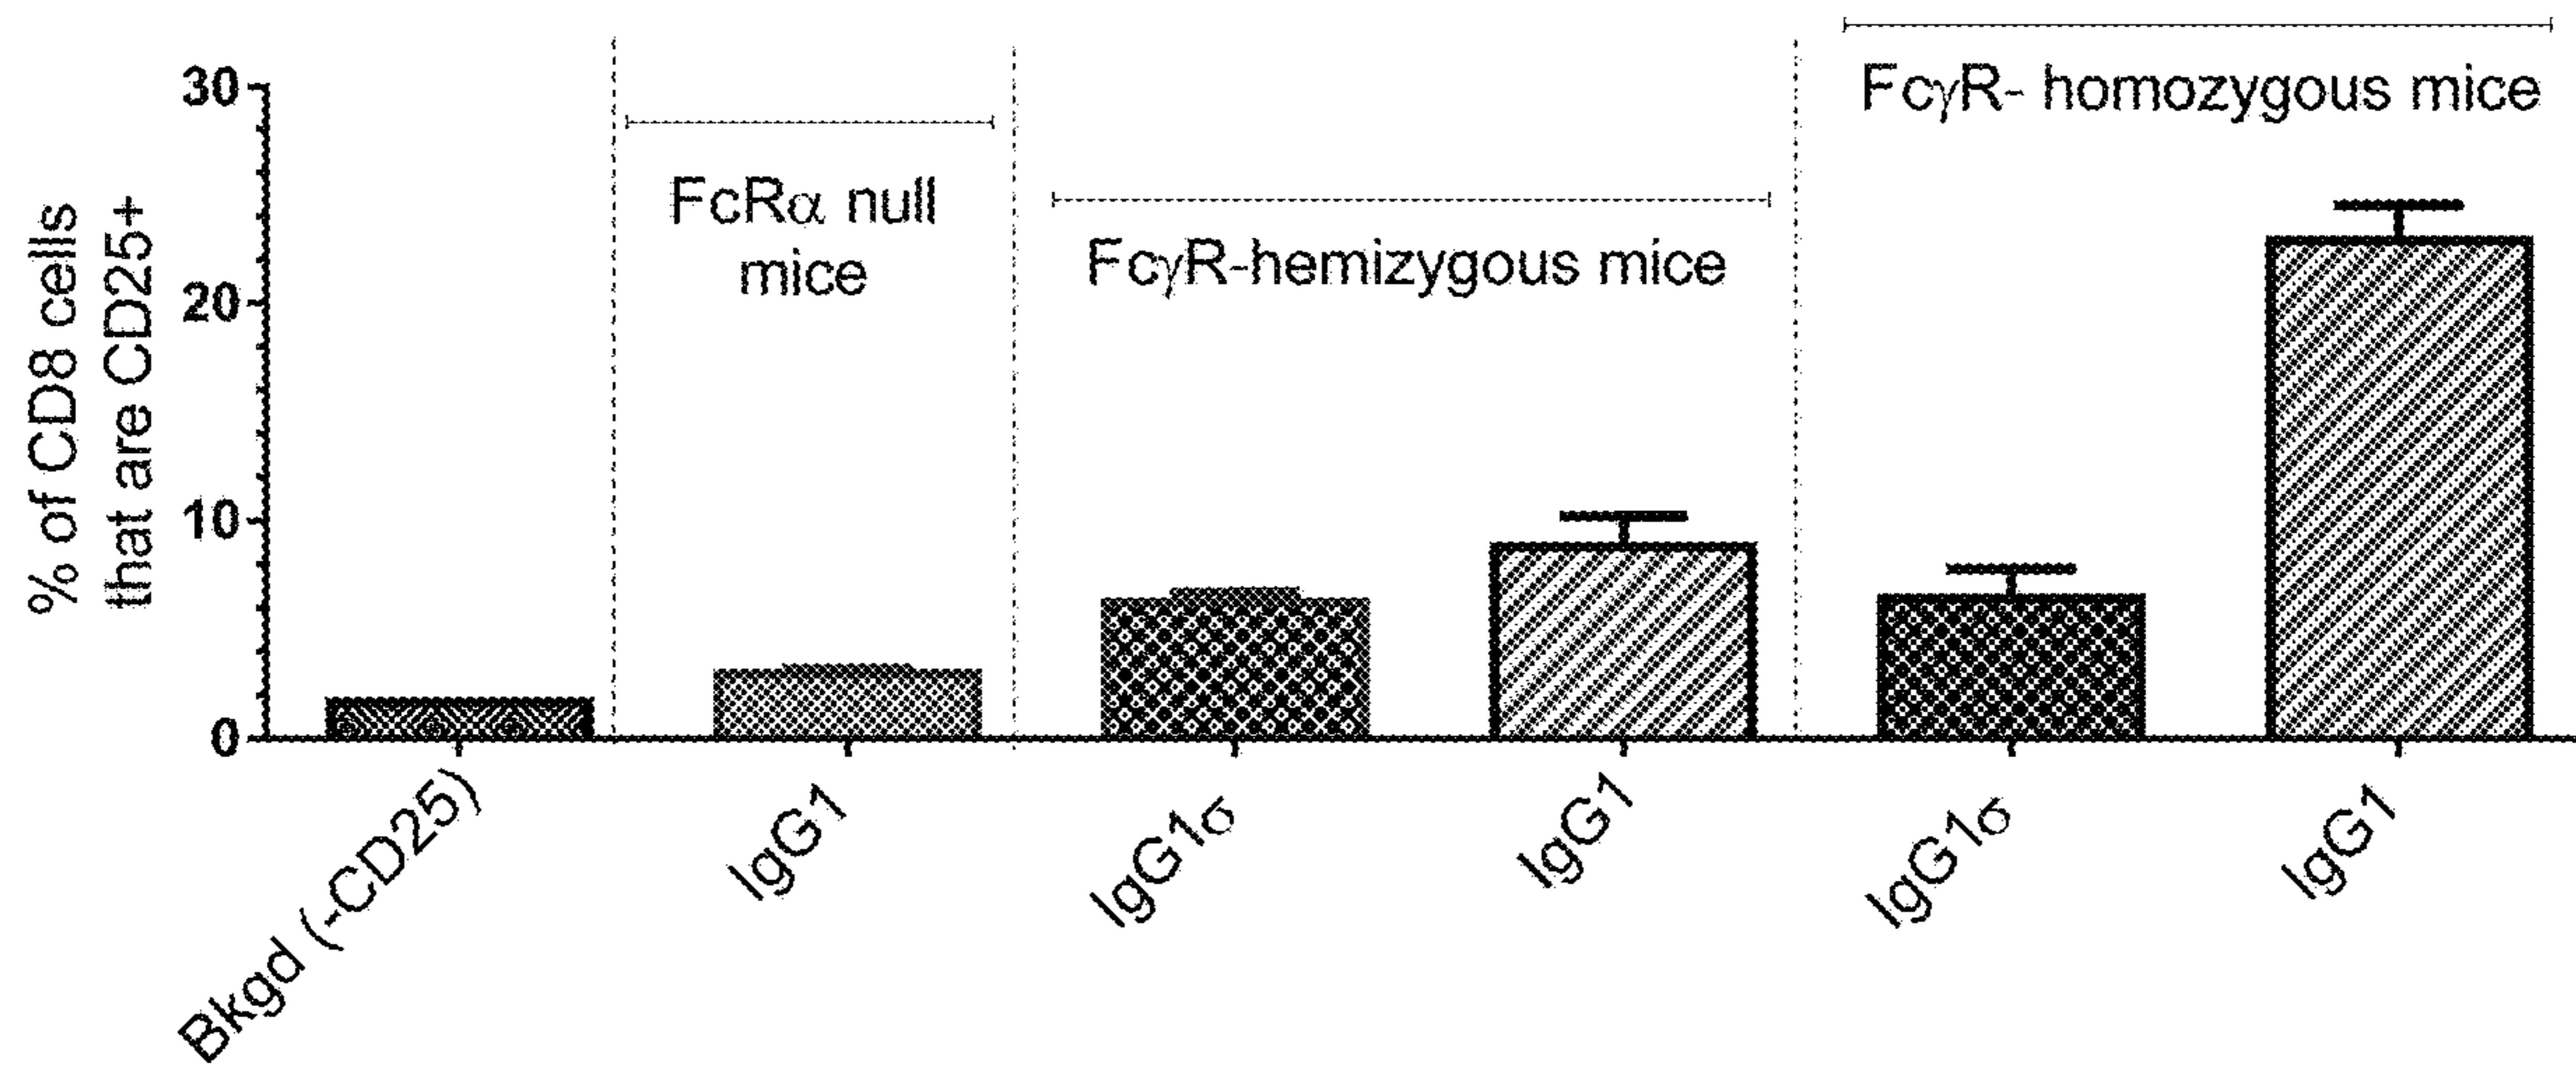 % of CD8 cells
that are CD25+
30
20
10
0
FcRα null
mice
FcγR-hemizygous mice
FcγR- homozygous mice
Bkgd (-CD25)
IgG1
IgG1σ
IgG1
IgG1σ
IgG1